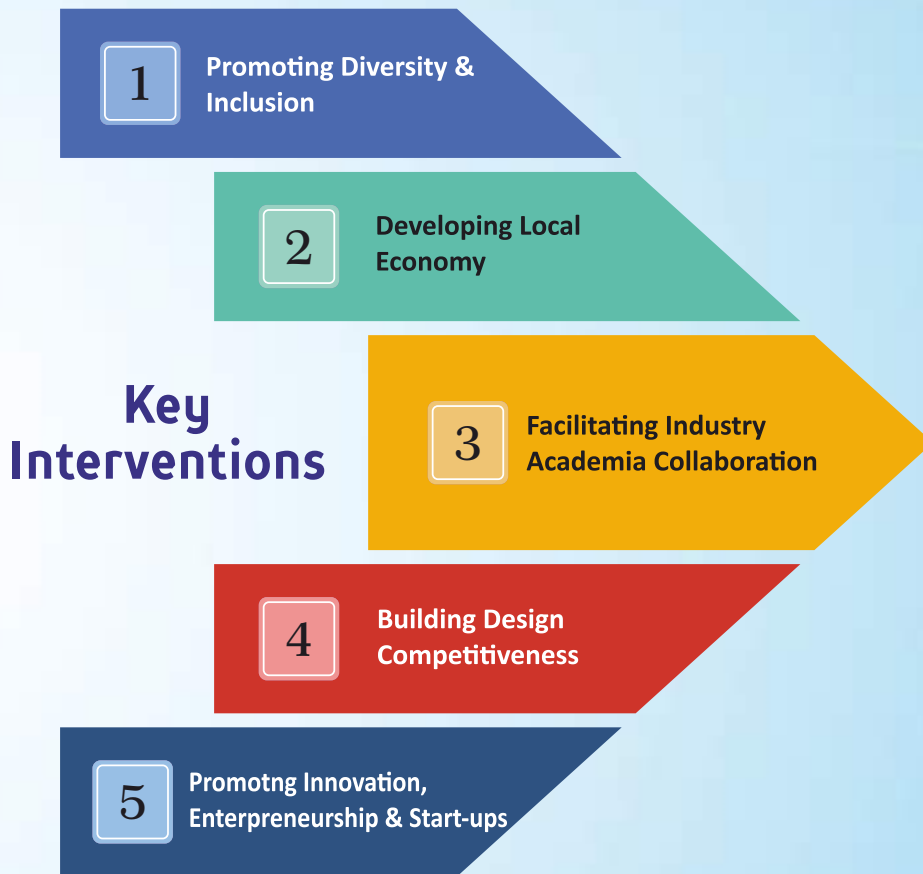 1
Promoting Diversity &
Inclusion
2
Developing Local
Economy
Key
Interventions
3
Facilitating Industry
Academia Collaboration
4
Building Design
Competitiveness
5
Promotng Innovation,
Enterpreneurship & Start-ups